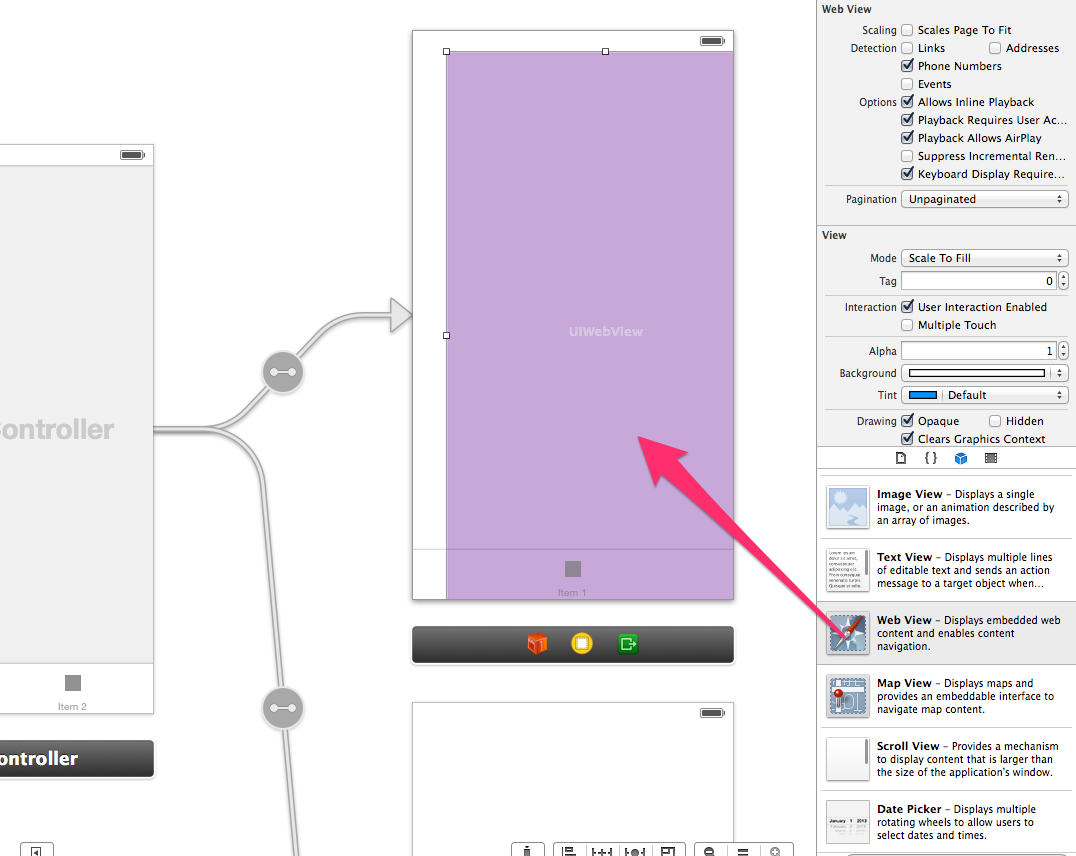 ontroller
Item 2
ontroller
UIWebView
Item 1
Web View
Scaling Scales Page To Fit
Detection Links Addresses
Phone Numbers
Events
Options Allows Inline Playback
Playback Requires User Ac...
Playback Allows AirPlay
Suppress Incremental Ren...
Keyboard Display Require...
Pagination Unpaginated
View
Mode Scale To Fill
Tag 0
Interaction User Interaction Enabled
Multiple Touch
Alpha 1
Background
Tint Default
Drawing Opaque Hidden
Clears Graphics Context
{ }
Image View - Displays a single
image, or an animation described by
an array of images.
Text View - Displays multiple lines
of editable text and sends an action
message to a target object when...
Web View - Displays embedded web
content and enables content
navigation.
Map View - Displays maps and
provides an embeddable interface to
navigate map content.
Scroll View - Provides a mechanism
to display content that is larger than
the size of the application's window.
Date Picker - Displays multiple
rotating wheels to allow users to
select dates and times.